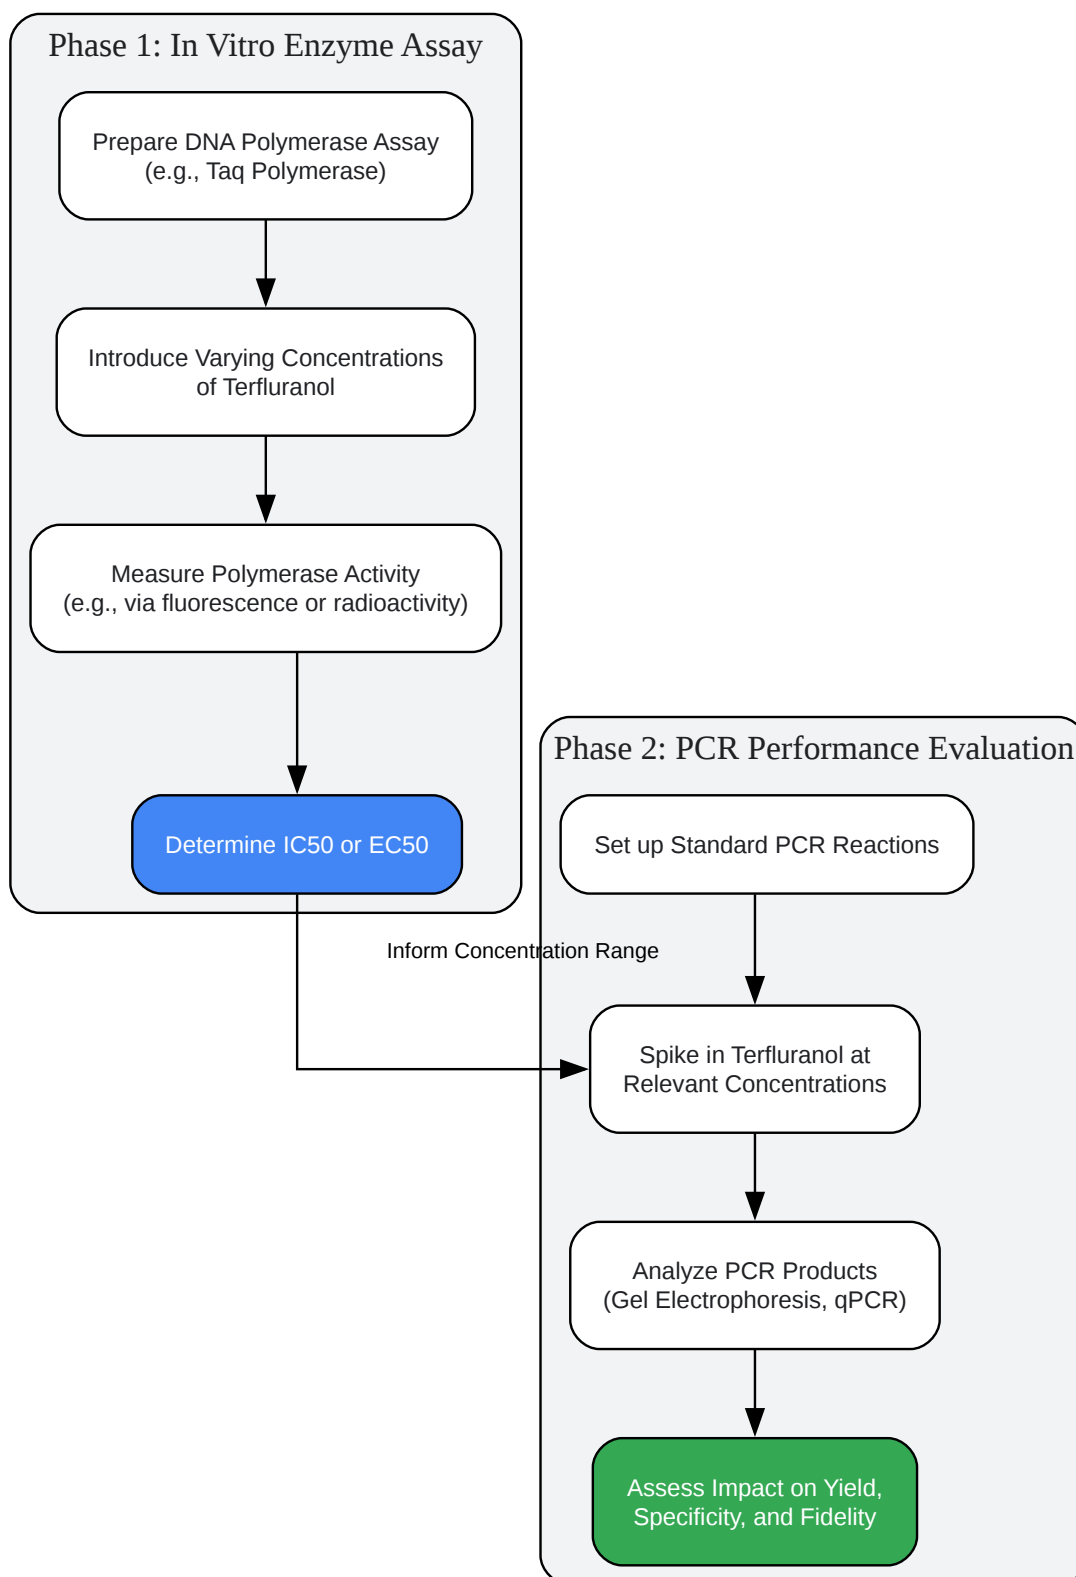 Phase 1: In Vitro Enzyme Assay
Prepare DNA Polymerase Assay
(e.g., Taq Polymerase)
Introduce Varying Concentrations
of Terfluranol
Measure Polymerase Activity
(e.g., via fluorescence or radioactivity)
Determine IC50 or EC50
Inform Concentration Range
Phase 2: PCR Performance Evaluation
Set up Standard PCR Reactions
Spike in Terfluranol at
Relevant Concentrations
Analyze PCR Products
(Gel Electrophoresis, qPCR)
Assess Impact on Yield,
Specificity, and Fidelity